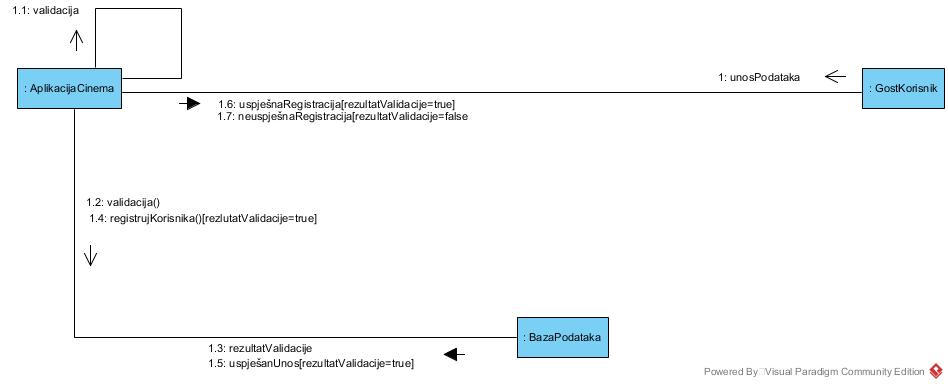 1.1: validacija
: AplikacijaCinema
1: unosPodataka
: GostKorisnik
1.6: uspješnaRegistracija[rezultatValidacije=true]
1.7: neuspješnaRegistracija[rezultatValidacije=false
1.2: validacija()
1.4: registrujKorisnika()[rezlutatValidacije=true]
: BazaPodataka
1.3: rezultatValidacije
1.5: uspješanUnos[rezultatValidacije=true]
Powered By Visual Paradigm Community Edition